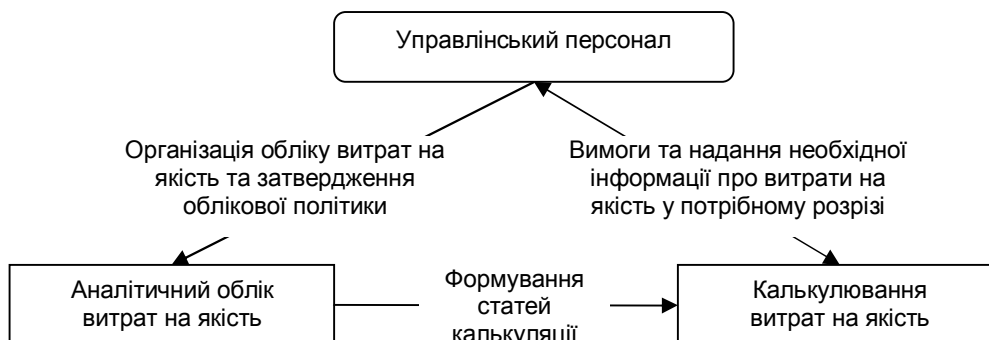 Управлінський персонал
Організація обліку витрат на
якість та затвердження
облікової політики
Вимоги та надання необхідної
інформації про витрати на
якість у потрібному розрізі
Аналітичний облік
витрат на якість
Формування
статей
калькуляції
Калькулювання
витрат на якість